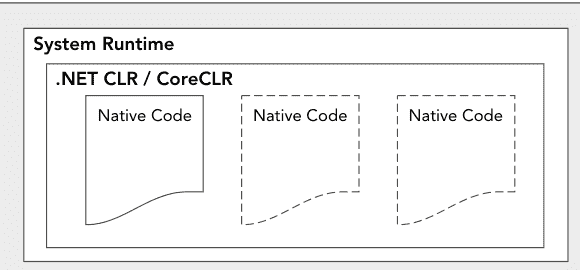 System Runtime
.NET CLR / CoreCLR
Native Code
Native Code
Native Code